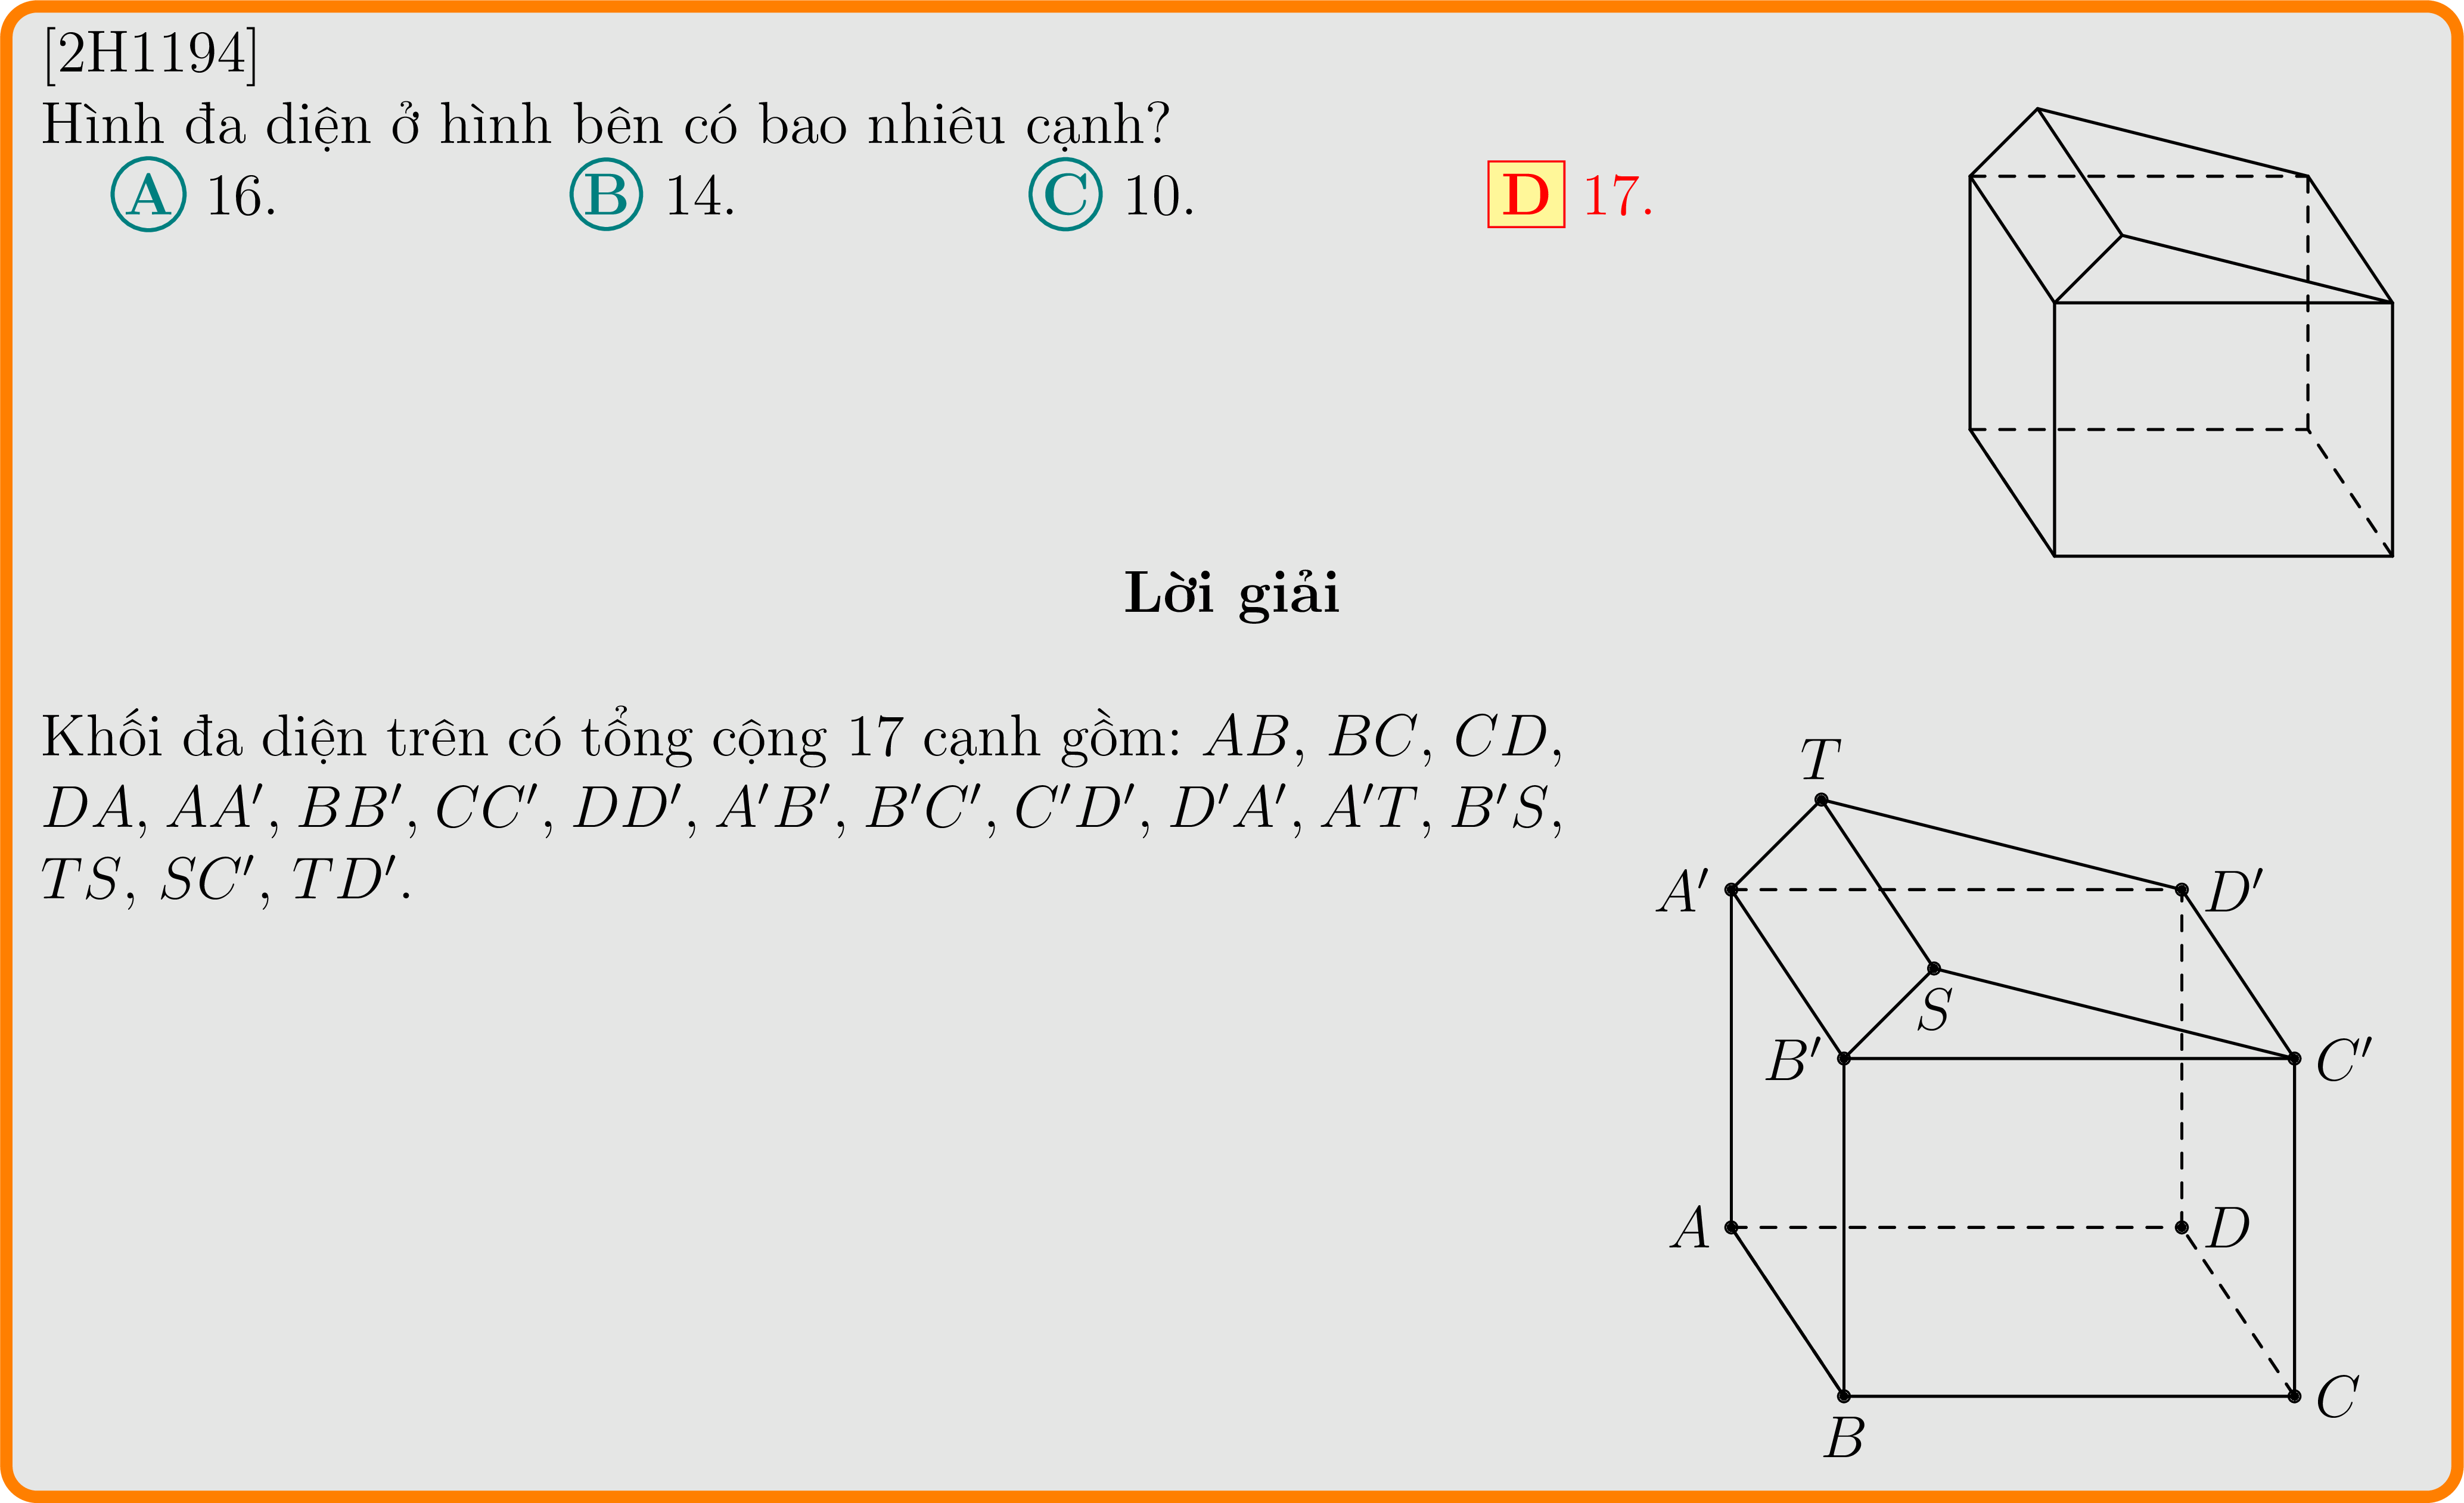 [2H1194]
Hình đa diện ở hình bên có bao nhiêu cạnh?
A 16. B 14. C 10. D 17.
Lời giải
Khối đa diện trên có tổng cộng 17 cạnh gồm: AB, BC, CD,
DA, AA′, BB′, CC′, DD′, A′B′, B′C′, C′D′, D′A′, A′T, B′S,
TS, SC′, TD′.
T
A′
D′
S
B′
C′
A
D
C
B